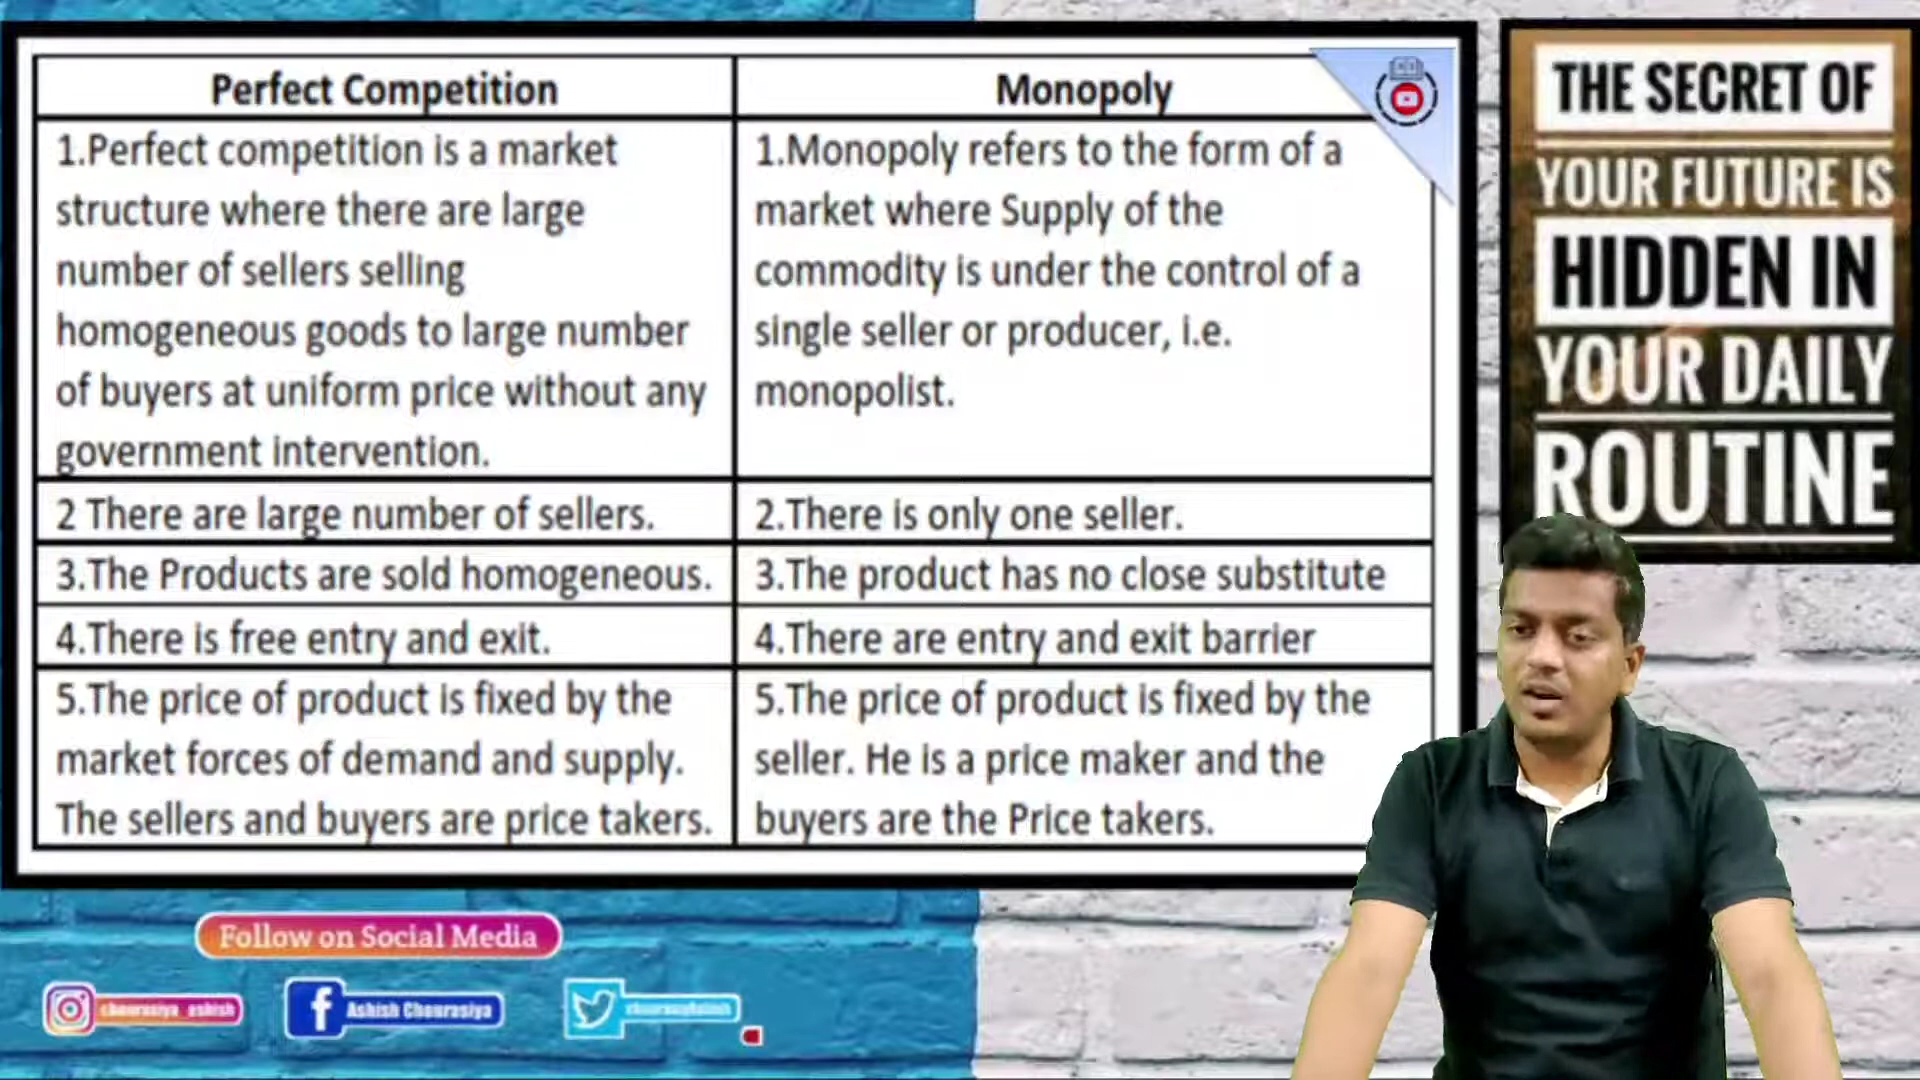 Perfect Competition
Monopoly
1.Perfect competition is a market
structure where there are large
number of sellers selling
homogeneous goods to large number
of buyers at uniform price without any
government intervention.
1.Monopoly refers to the form of a
market where Supply of the
commodity is under the control of a
single seller or producer, i.e.
monopolist.
2 There are large number of sellers.
2.There is only one seller.
3.The Products are sold homogeneous.
3.The product has no close substitute
4.There is free entry and exit.
4.There are entry and exit barrier
5.The price of product is fixed by the
market forces of demand and supply.
The sellers and buyers are price takers.
5.The price of product is fixed by the
seller. He is a price maker and the
buyers are the Price takers.
THE SECRET OF
YOUR FUTURE IS
HIDDEN IN
YOUR DAILY
ROUTINE
Follow on Social Media
chourasiya_ashish
Ashish Chourasiya